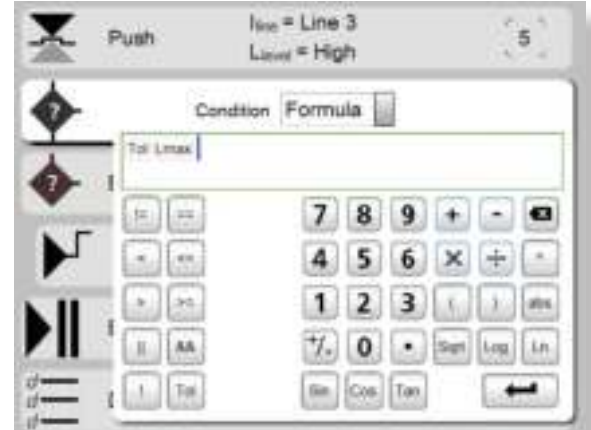 Push
Iline = Line 3
Llevel = High
5
?
Condition Formula
Tol Lmax
?
!= == 7 8 9 + -
< <= 4 5 6 × ÷ ^
> >= 1 2 3 ( ) abs
|| 0 . Sqrt Log Ln
! Tol Sin Cos Tan